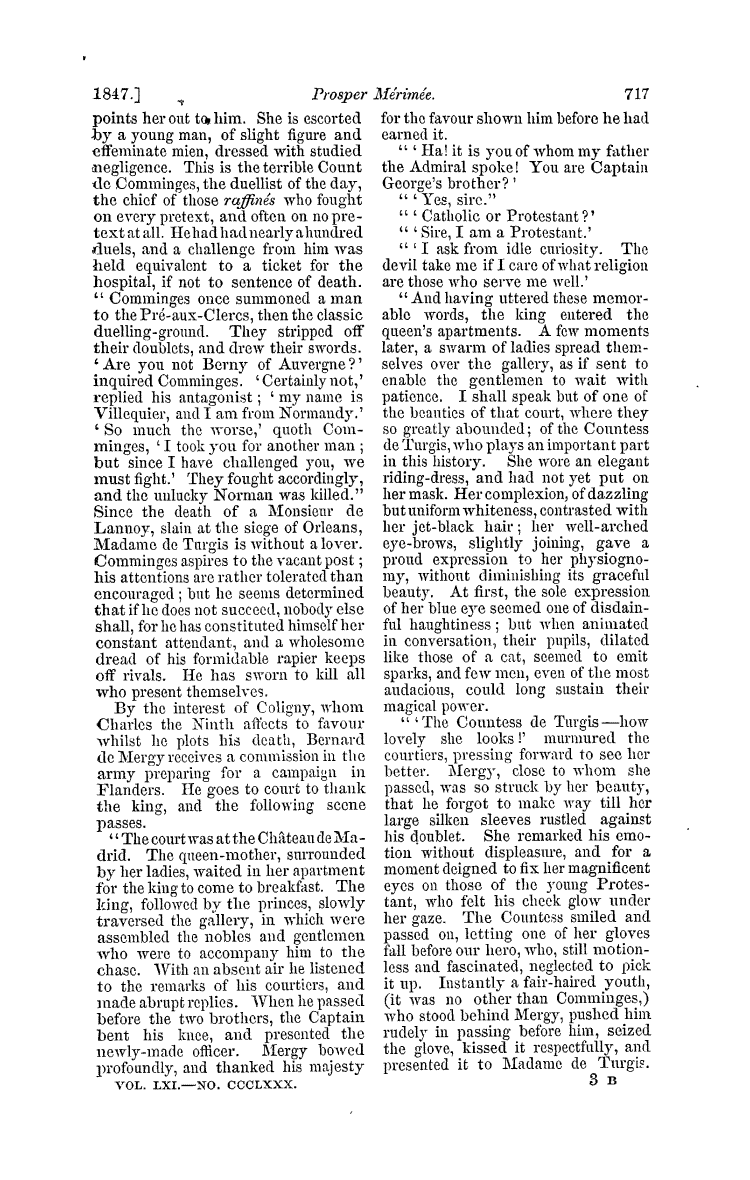 1847.] Prosper Mérimée. 717
points her out to him. She is escorted
by a young man, of slight figure and
effeminate mien, dressed with studied
negligence. This is the terrible Count
de Comminges, the duellist of the day,
the chief of those raffinés who fought
on every pretext, and often on no pre-
text at all. He had had nearly a hundred
duels, and a challenge from him was
held equivalent to a ticket for the
hospital, if not to sentence of death.
“ Comminges once summoned a man
to the Pré-aux-Clercs, then the classic
duelling-ground. They stripped off
their doublets, and drew their swords.
‘ Are you not Berny of Auvergne?’
inquired Comminges. ‘Certainly not,’
replied his antagonist ; ‘ my name is
Villequier, and I am from Normandy.’
‘ So much the worse,’ quoth Com-
minges, ‘ I took you for another man ;
but since I have challenged you, we
must fight.’ They fought accordingly,
and the unlucky Norman was killed.”
Since the death of a Monsieur de
Lannoy, slain at the siege of Orleans,
Madame de Turgis is without a lover.
Comminges aspires to the vacant post ;
his attentions are rather tolerated than
encouraged ; but he seems determined
that if he does not succeed, nobody else
shall, for he has constituted himself her
constant attendant, and a wholesome
dread of his formidable rapier keeps
off rivals. He has sworn to kill all
who present themselves.
By the interest of Coligny, whom
Charles the Ninth affects to favour
whilst he plots his death, Bernard
de Mergy receives a commission in the
army preparing for a campaign in
Flanders. He goes to court to thank
the king, and the following scene
passes.
“The court was at the Château de Ma-
drid. The queen-mother, surrounded
by her ladies, waited in her apartment
for the king to come to breakfast. The
king, followed by the princes, slowly
traversed the gallery, in which were
assembled the nobles and gentlemen
who were to accompany him to the
chase. With an absent air he listened
to the remarks of his courtiers, and
made abrupt replies. When he passed
before the two brothers, the Captain
bent his knee, and presented the
newly-made officer. Mergy bowed
profoundly, and thanked his majesty
VOL. LXI.—NO. CCCLXXX.
for the favour shown him before he had
earned it.
“ ‘ Ha! it is you of whom my father
the Admiral spoke! You are Captain
George's brother? ’
“ ‘ Yes, sire.”
“ ‘ Catholic or Protestant ?’
“ ‘ Sire, I am a Protestant.’
“ ‘ I ask from idle curiosity. The
devil take me if I care of what religion
are those who serve me well.’
“ And having uttered these memor-
able words, the king entered the
queen's apartments. A few moments
later, a swarm of ladies spread them-
selves over the gallery, as if sent to
enable the gentlemen to wait with
patience. I shall speak but of one of
the beauties of that court, where they
so greatly abounded ; of the Countess
de Turgis, who plays an important part
in this history. She wore an elegant
riding-dress, and had not yet put on
her mask. Her complexion, of dazzling
but uniform whiteness, contrasted with
her jet-black hair ; her well-arched
eye-brows, slightly joining, gave a
proud expression to her physiogno-
my, without diminishing its graceful
beauty. At first, the sole expression
of her blue eye seemed one of disdain-
ful haughtiness ; but when animated
in conversation, their pupils, dilated
like those of a cat, seemed to emit
sparks, and few men, even of the most
audacious, could long sustain their
magical power.
“ ‘ The Countess de Turgis—how
lovely she looks!’ murmured the
courtiers, pressing forward to see her
better. Mergy, close to whom she
passed, was so struck by her beauty,
that he forgot to make way till her
large silken sleeves rustled against
his doublet. She remarked his emo-
tion without displeasure, and for a
moment deigned to fix her magnificent
eyes on those of the young Protes-
tant, who felt his cheek glow under
her gaze. The Countess smiled and
passed on, letting one of her gloves
fall before our hero, who, still motion-
less and fascinated, neglected to pick
it up. Instantly a fair-haired youth,
(it was no other than Comminges,)
who stood behind Mergy, pushed him
rudely in passing before him, seized
the glove, kissed it respectfully, and
presented it to Madame de Turgis.
3 B